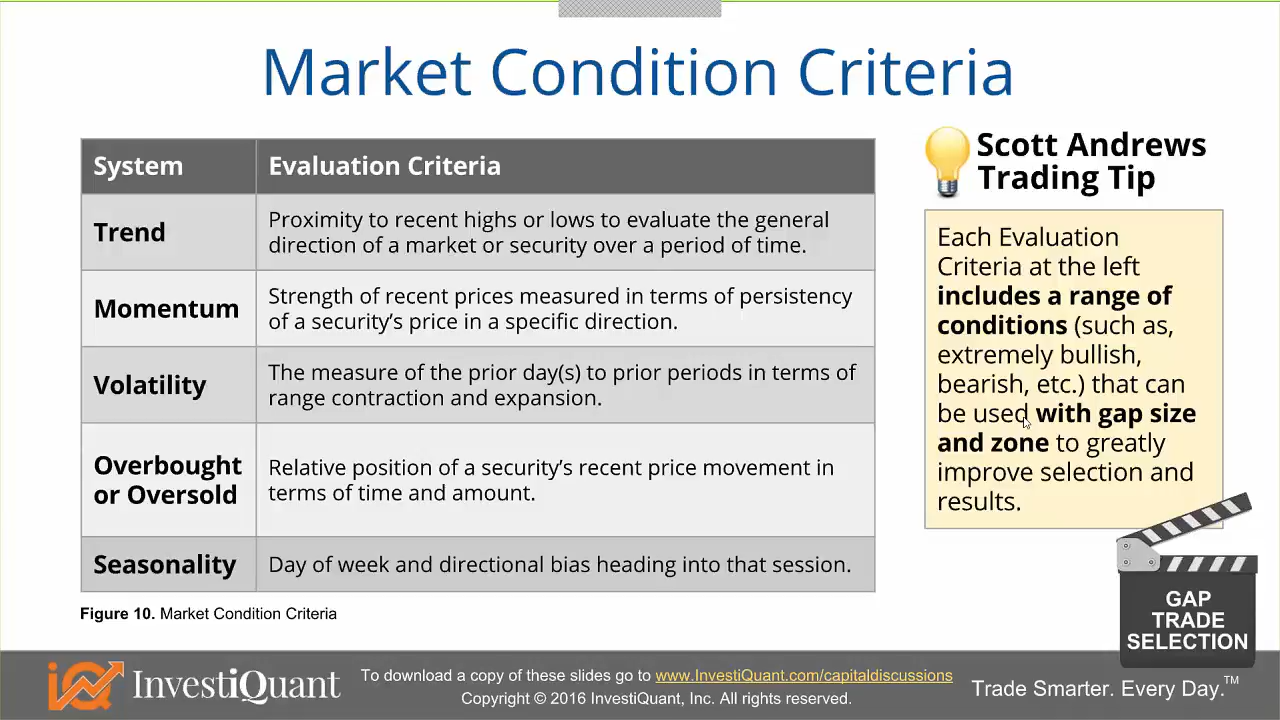 Market Condition Criteria
System
Evaluation Criteria
Trend
Proximity to recent highs or lows to evaluate the general
direction of a market or security over a period of time.
Momentum
Strength of recent prices measured in terms of persistency
of a security’s price in a specific direction.
Volatility
The measure of the prior day(s) to prior periods in terms of
range contraction and expansion.
Overbought
or Oversold
Relative position of a security’s recent price movement in
terms of time and amount.
Seasonality
Day of week and directional bias heading into that session.
Figure 10. Market Condition Criteria
Scott Andrews
Trading Tip
Each Evaluation
Criteria at the left
includes a range of
conditions (such as,
extremely bullish,
bearish, etc.) that can
be used with gap size
and zone to greatly
improve selection and
results.
GAP
TRADE
SELECTION
iQ InvestiQuant
To download a copy of these slides go to www.InvestiQuant.com/capitaldiscussions
Copyright © 2016 InvestiQuant, Inc. All rights reserved.
Trade Smarter. Every Day.™